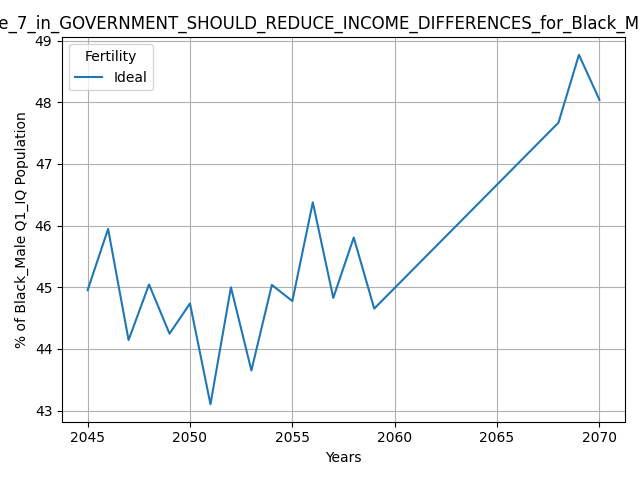 e_7_in_GOVERNMENT_SHOULD_REDUCE_INCOME_DIFFERENCES_for_Black_M
Fertility
Ideal
% of Black_Male Q1_IQ Population
49
48
47
46
45
44
43
2045
2050
2055
2060
2065
2070
Years